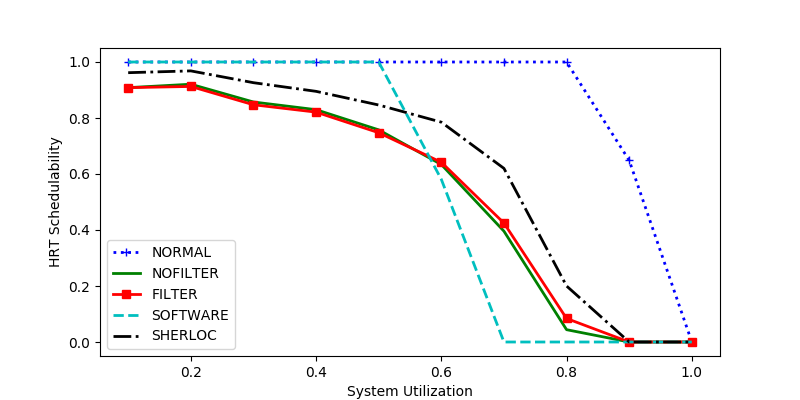 1.0
0.8
0.6
0.4
0.2
0.0
HRT Schedulability
NORMAL
NOFILTER
FILTER
SOFTWARE
SHERLOC
0.2 0.4 0.6 0.8 1.0
System Utilization